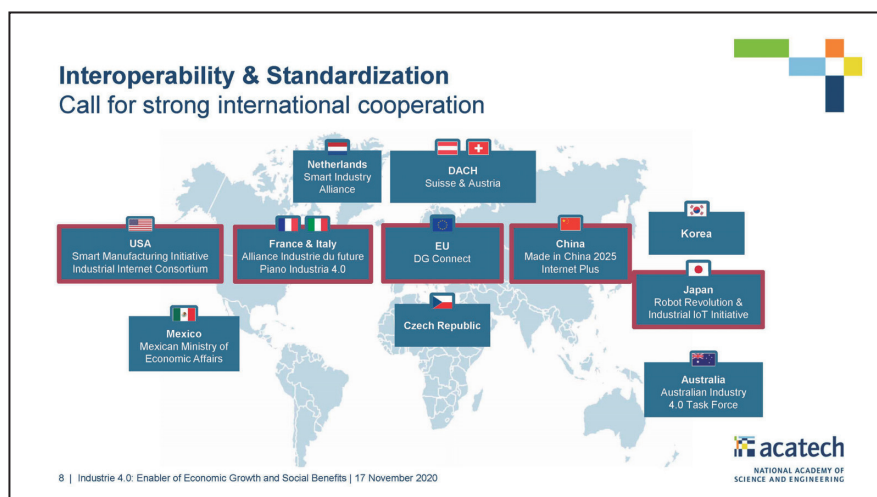 Interoperability & Standardization
Call for strong international cooperation
Netherlands
Smart Industry
Alliance
DACH
Suisse & Austria
USA
Smart Manufacturing Initiative
Industrial Internet Consortium
France & Italy
Alliance Industrie du future
Piano Industria 4.0
EU
DG Connect
China
Made in China 2025
Internet Plus
Korea
Japan
Robot Revolution &
Industrial IoT Initiative
Mexico
Mexican Ministry of
Economic Affairs
Czech Republic
Australia
Australian Industry
4.0 Task Force
8 | Industrie 4.0: Enabler of Economic Growth and Social Benefits | 17 November 2020
acatech
NATIONAL ACADEMY OF
SCIENCE AND ENGINEERING